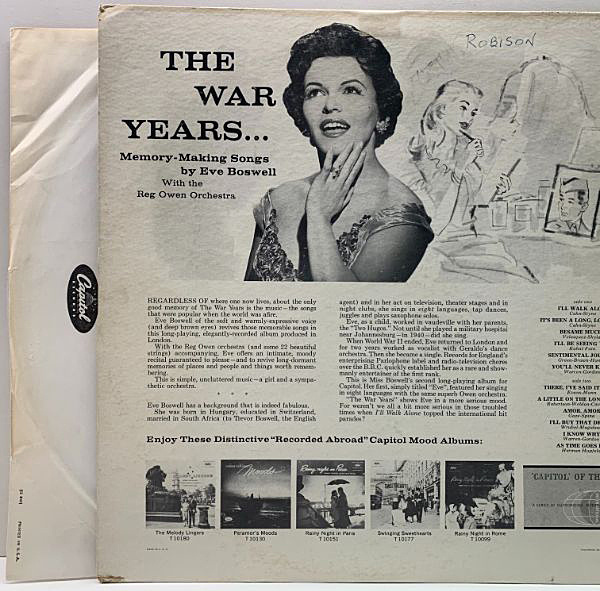 ROBISON
THE
WAR
YEARS...
Memory-Making Songs
by Eve Boswell
With the
Reg Owen Orchestra
Capitol
REGARDLESS OF where one now lives, about the only
good memory of The War Years is the music—the songs
that were popular when the world was afire.
Eve Boswell of the soft and warmly-expressive voice
(and deep brown eyes) revives those memorable songs in
this long-playing, elegantly-recorded album produced in
London.
With the Reg Owen orchestra (and some 22 beautiful
strings) accompanying, Eve offers an intimate, moody
recital guaranteed to please—and to revive long-dormant
memories of places and people and things worth remem-
bering.
This is simple, uncluttered music—a girl and a sympa-
thetic orchestra.
* * *
Eve Boswell has a background that is indeed fabulous.
She was born in Hungary, educated in Switzerland,
married in South Africa (to Trevor Boswell, the English
agent) and in her act on television, theater stages and in
night clubs, she sings in eight languages, tap dances,
juggles and plays saxophone solos.
Eve, as a child, worked in vaudeville with her parents,
the "Two Hugos." Not until she played a military hospital
near Johannesburg—in 1940—did she sing.
When World War II ended, Eve returned to London and
for two years worked as vocalist with Geraldo's dance
orchestra. Then she became a single. Records for England's
enterprising Parlophone label and radio-television chores
over the B.B.C. quickly established her as a rare and show-
manly entertainer of the first rank.
This is Miss Boswell's second long-playing album for
Capitol. Her first, simply titled "Eve", featured her singing
in eight languages with the same superb Owen orchestra.
"The War Years" shows Eve in a more serious mood.
For weren't we all a bit more serious in those troubled
times when I'll Walk Alone topped the international hit
parades?
side one
I'LL WALK ALO
IT'S BEEN A LONG, LO
BESAME MUCH
I'LL BE SEEING
SENTIMENTAL JOU
YOU'LL NEVER K
side two
THERE, I'VE SAID IT
A LITTLE ON THE LON
AMOR, AMOR
I'LL BUY THAT DR
I KNOW WHY
AS TIME GOES
Enjoy These Distinctive "Recorded Abroad" Capitol Mood Albums:
Moods
Rainy night in Paris
The Melody Lingers
T 10180
Paramor's Moods
T 10130
Rainy Night in Paris
T 10151
Swinging Sweethearts
T 10177
Rainy Night in Rome
T 10099
'CAPITOL' OF TH
PRINTED IN U.S.A.